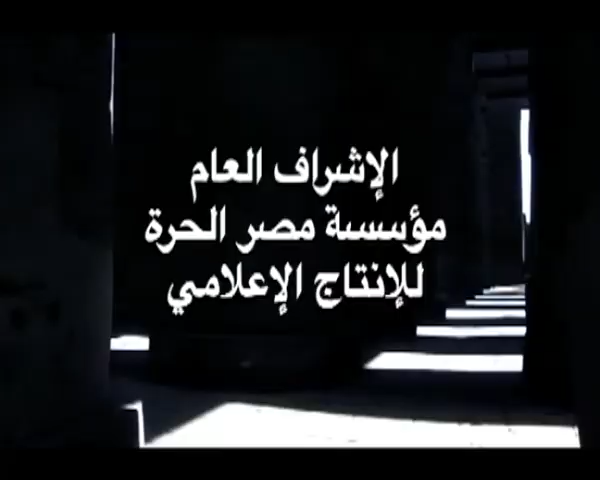 الإشراف العام
مؤسسة مصر الحرة
للإنتاج الإعلامي